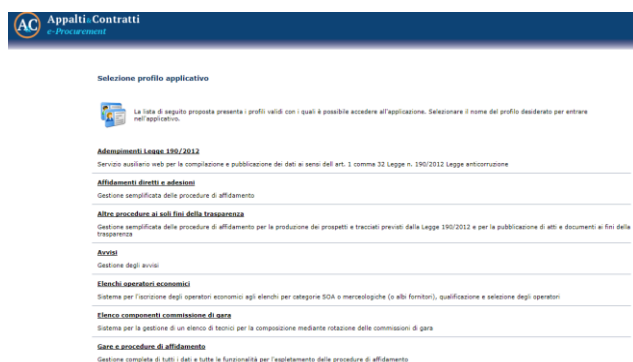 A&C
Appalti&Contratti
e-Procurement
Selezione profilo applicativo
La lista di seguito proposta presenta i profili validi con i quali è possibile accedere all'applicazione. Selezionare il nome del profilo desiderato per entrare
nell'applicativo.
Adempimenti Legge 190/2012
Servizio ausiliario web per la compilazione e pubblicazione dei dati ai sensi dell art. 1 comma 32 Legge n. 190/2012 Legge anticorruzione
Affidamenti diretti e adesioni
Gestione semplificata delle procedure di affidamento
Altre procedure ai soli fini della trasparenza
Gestione semplificata delle procedure di affidamento per la produzione dei prospetti e tracciati previsti dalla Legge 190/2012 e per la pubblicazione di atti e documenti ai fini della
trasparenza
Avvisi
Gestione degli avvisi
Elenchi operatori economici
Sistema per l'iscrizione degli operatori economici agli elenchi per categorie SOA o merceologiche (o albi fornitori), qualificazione e selezione degli operatori
Elenco componenti commissione di gara
Sistema per la gestione di un elenco di tecnici per la composizione mediante rotazione delle commissioni di gara
Gare e procedure di affidamento
Gestione completa di tutti i dati e tutte le funzionalità per l'espletamento delle procedure di affidamento